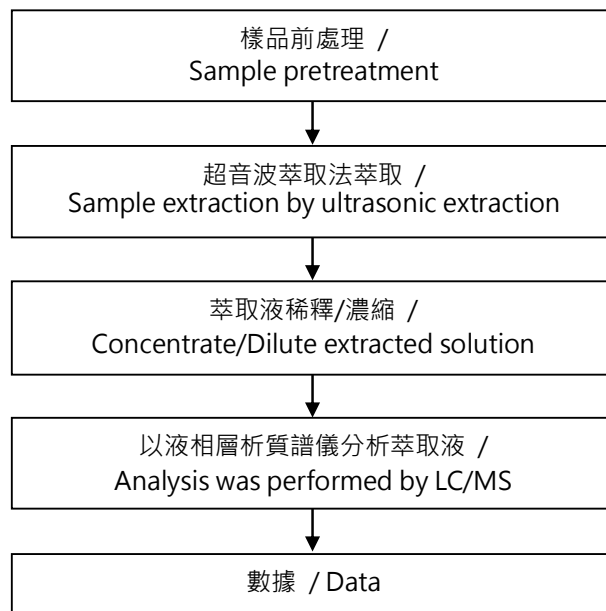 樣品前處理 /
Sample pretreatment
超音波萃取法萃取 /
Sample extraction by ultrasonic extraction
萃取液稀釋/濃縮 /
Concentrate/Dilute extracted solution
以液相層析質譜儀分析萃取液 /
Analysis was performed by LC/MS
數據 / Data